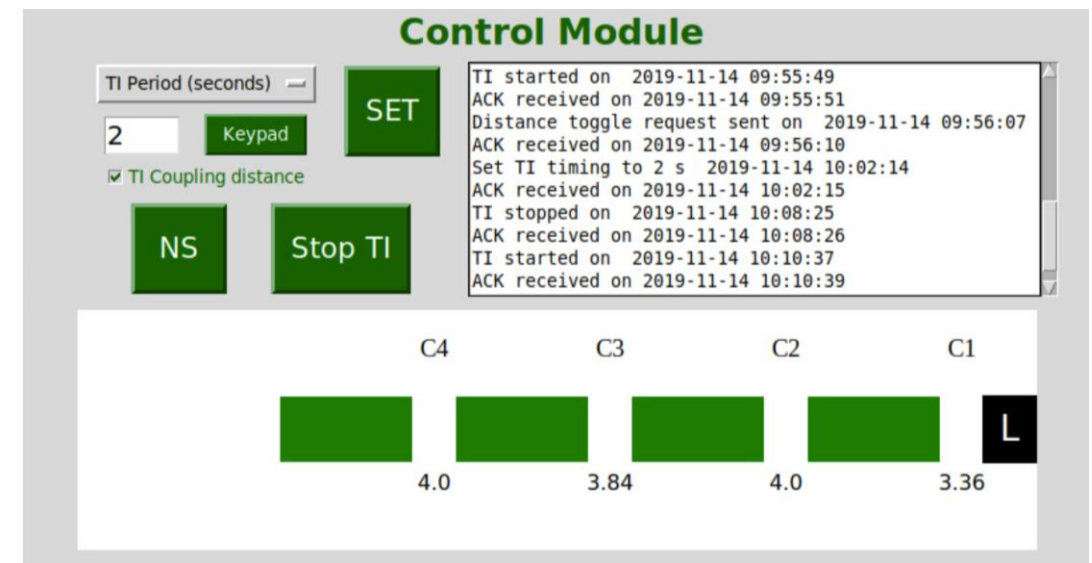 Control Module
TI Period (seconds)
SET
2
Keypad
TI Coupling distance
NS
Stop TI
TI started on  2019-11-14 09:55:49
ACK received on 2019-11-14 09:55:51
Distance toggle request sent on  2019-11-14 09:56:07
ACK received on 2019-11-14 09:56:10
Set TI timing to 2 s  2019-11-14 10:02:14
ACK received on 2019-11-14 10:02:15
TI stopped on  2019-11-14 10:08:25
ACK received on 2019-11-14 10:08:26
TI started on  2019-11-14 10:10:37
ACK received on 2019-11-14 10:10:39
C4 C3 C2 C1
L
4.0 3.84 4.0 3.36